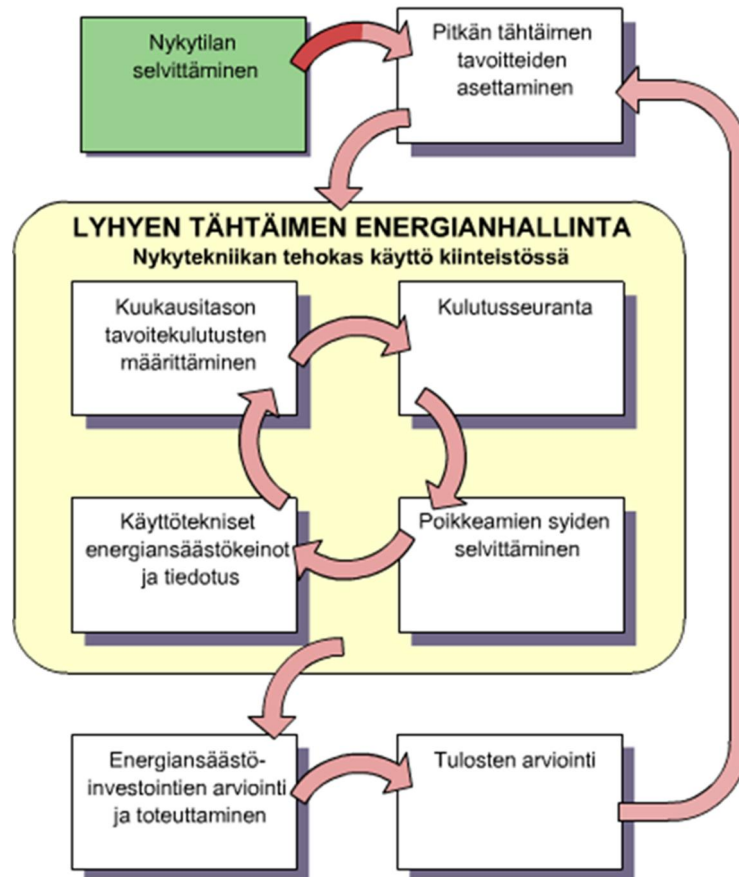 Nykytilan
selvittäminen
Pitkän tähtäimen
tavoitteiden
asettaminen
LYHYEN TÄHTÄIMEN ENERGIANHALLINTA
Nykytekniikan tehokas käyttö kiinteistössä
Kuukausitason
tavoitekulutusten
määrittäminen
Kulutusseuranta
Käyttötekniset
energiansäästökeinot
ja tiedotus
Poikkeamien syiden
selvittäminen
Energiansäästö-
investointien arviointi
ja toteuttaminen
Tulosten arviointi